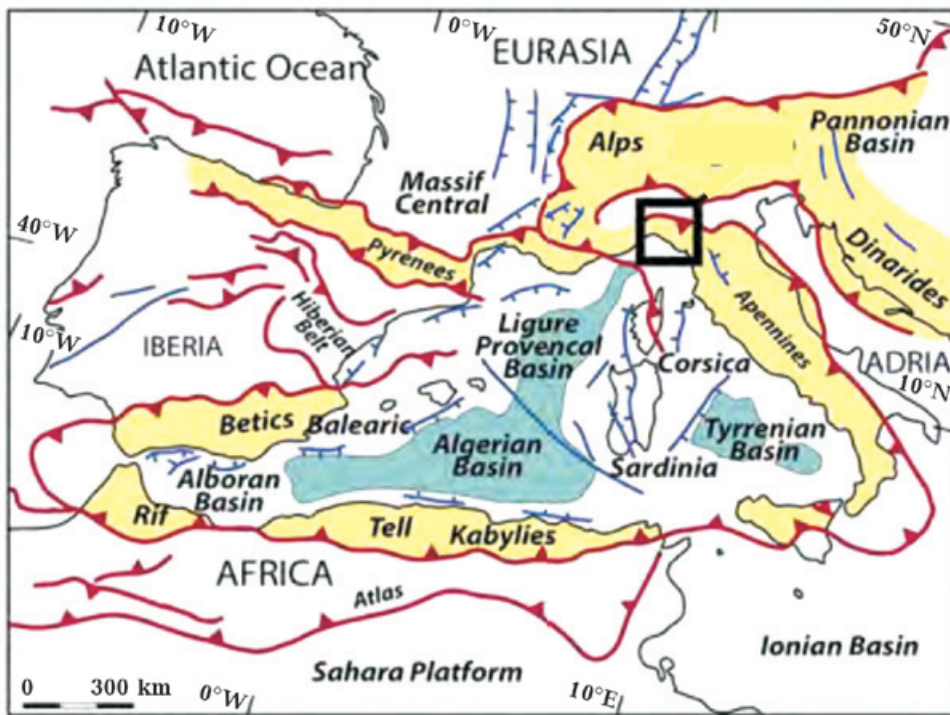 10°W
0°W
50°N
EURASIA
Atlantic Ocean
Alps
Pannonian
Basin
Massif
Central
40°W
Pyrenees
Dinarides
Hiberian
Belt
Ligure
Provencal
Basin
Apennines
10°W
IBERIA
Corsica
ADRIA
10°N
Betics
Balearic
Algerian
Basin
Tyrrenian
Basin
Sardinia
Alboran
Basin
Rif
Tell
Kabylies
AFRICA
Atlas
Ionian Basin
Sahara Platform
0 300 km
0°W
10°E